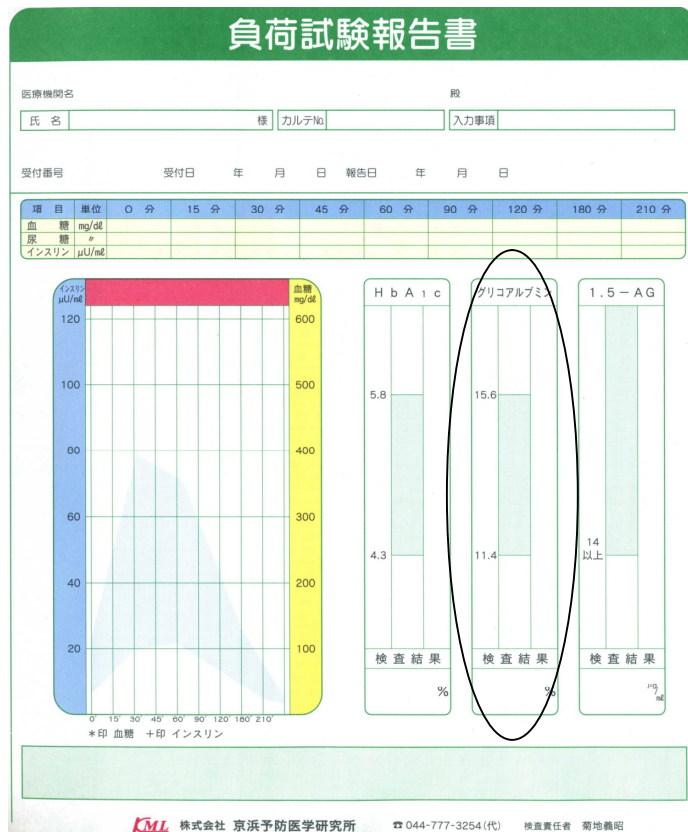 負荷試験報告書
医療機関名 殿
氏 名 様 カルテNo. 入力事項
受付番号 受付日 年 月 日 報告日 年 月 日
項 目 単位 0 分 15 分 30 分 45 分 60 分 90 分 120 分 180 分 210 分
血 糖 mg/dℓ
尿 糖 〃
インスリン μU/mℓ
インスリン μU/mℓ
120
100
80
60
40
20
血糖 mg/dℓ
600
500
400
300
200
100
0' 15' 30' 45' 60' 90' 120' 180' 210'
*印 血糖 +印 インスリン
HbA1c
5.8
4.3
検査結果
%
グリコアルブミン
15.6
11.4
検査結果
%
1.5-AG
14
以上
検査結果
μg/mℓ
KML 株式会社 京浜予防医学研究所 ☎044-777-3254(代) 検査責任者 菊地義昭